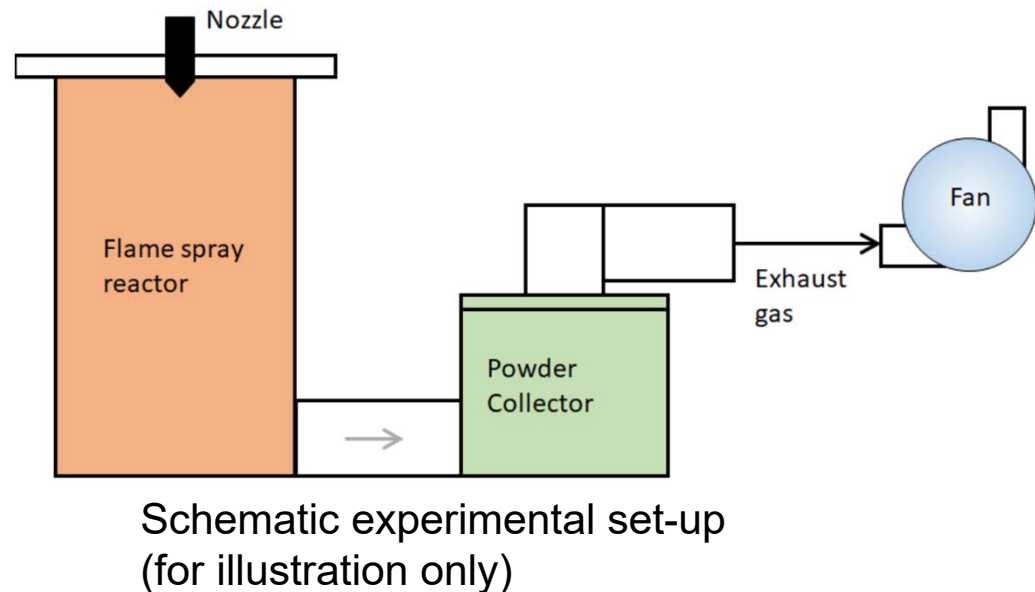 Nozzle
Fan
Flame spray
reactor
Exhaust
gas
Powder
Collector
Schematic experimental set-up
(for illustration only)